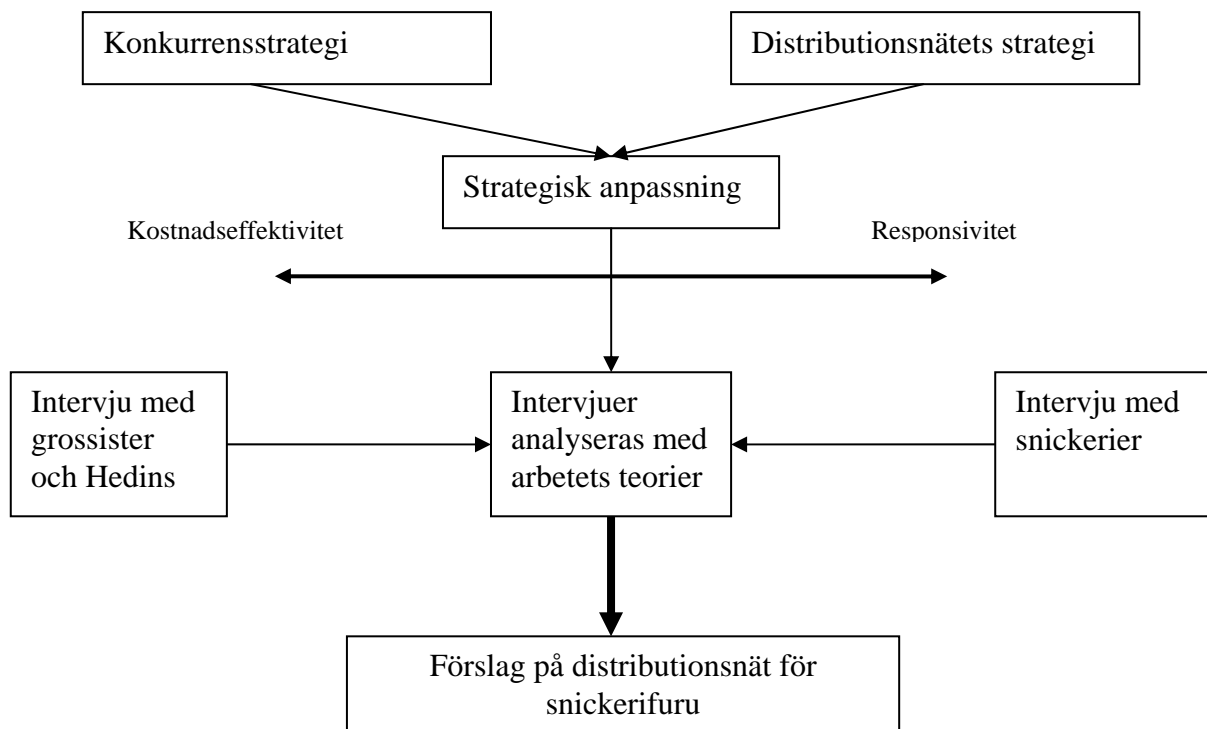 Konkurrensstrategi
Distributionsnätets strategi
Strategisk anpassning
Kostnadseffektivitet
Responsivitet
Intervju med
grossister
och Hedins
Intervjuer
analyseras med
arbetets teorier
Intervju med
snickerier
Förslag på distributionsnät för
snickerifuru